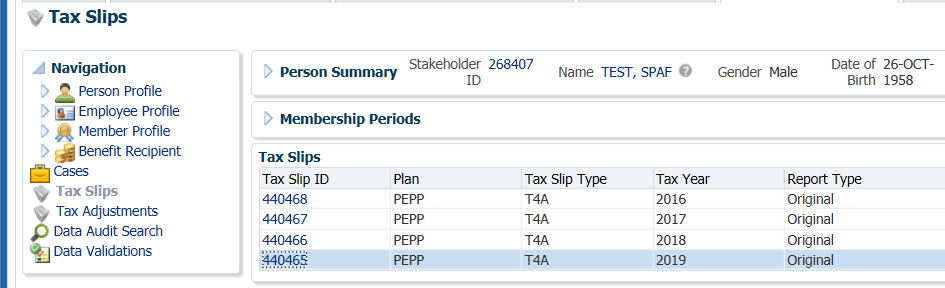 Tax Slips
Navigation
Person Profile
Employee Profile
Member Profile
Benefit Recipient
Cases
Tax Slips
Tax Adjustments
Data Audit Search
Data Validations
Person Summary Stakeholder ID 268407 Name TEST, SPAF Gender Male Date of Birth 26-OCT-1958
Membership Periods
Tax Slips
Tax Slip ID Plan Tax Slip Type Tax Year Report Type
440468 PEPP T4A 2016 Original
440467 PEPP T4A 2017 Original
440466 PEPP T4A 2018 Original
440465 PEPP T4A 2019 Original